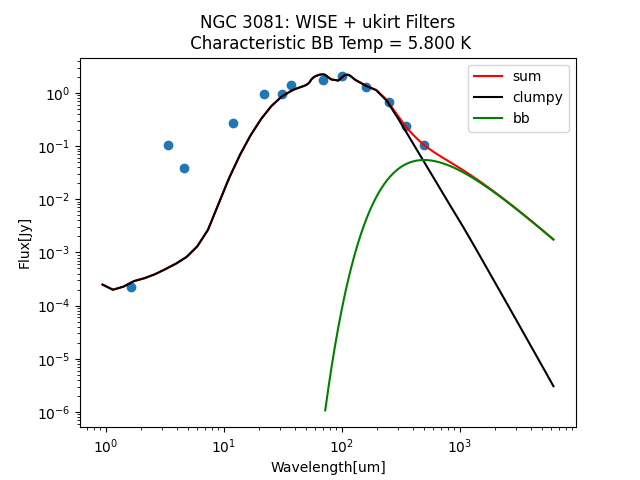 NGC 3081: WISE + ukirt Filters
Characteristic BB Temp = 5.800 K
sum
clumpy
bb
10^0
10^-1
10^-2
10^-3
10^-4
10^-5
10^-6
Flux[Jy]
10^0 10^1 10^2 10^3
Wavelength[um]